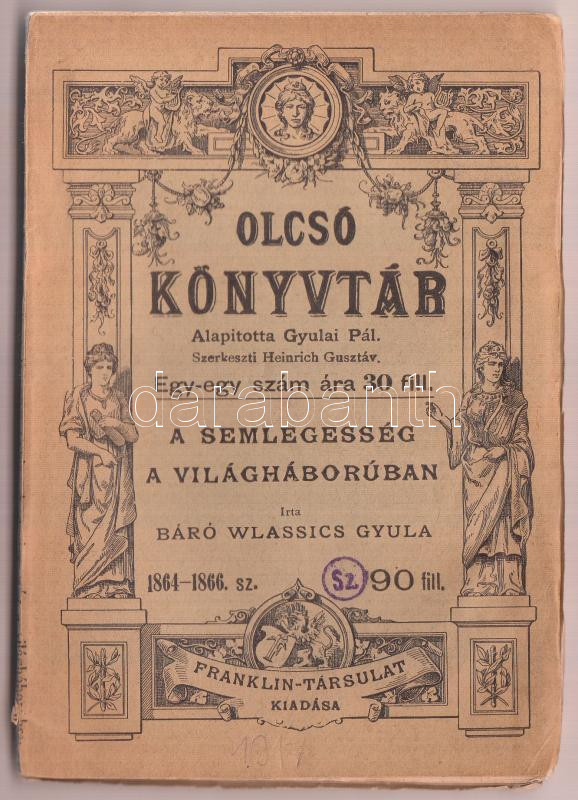 OLCSÓ
KÖNYVTÁR
Alapitotta Gyulai Pál.
Szerkeszti Heinrich Gusztáv.
Egy-egy szám ára 30 fill.
darabanth
A SEMLEGESSÉG
A VILÁGHÁBORÚBAN
Irta
BÁRÓ WLASSICS GYULA
1864–1866. sz. Sz. 90 fill.
FRANKLIN-TÁRSULAT
KIADÁSA